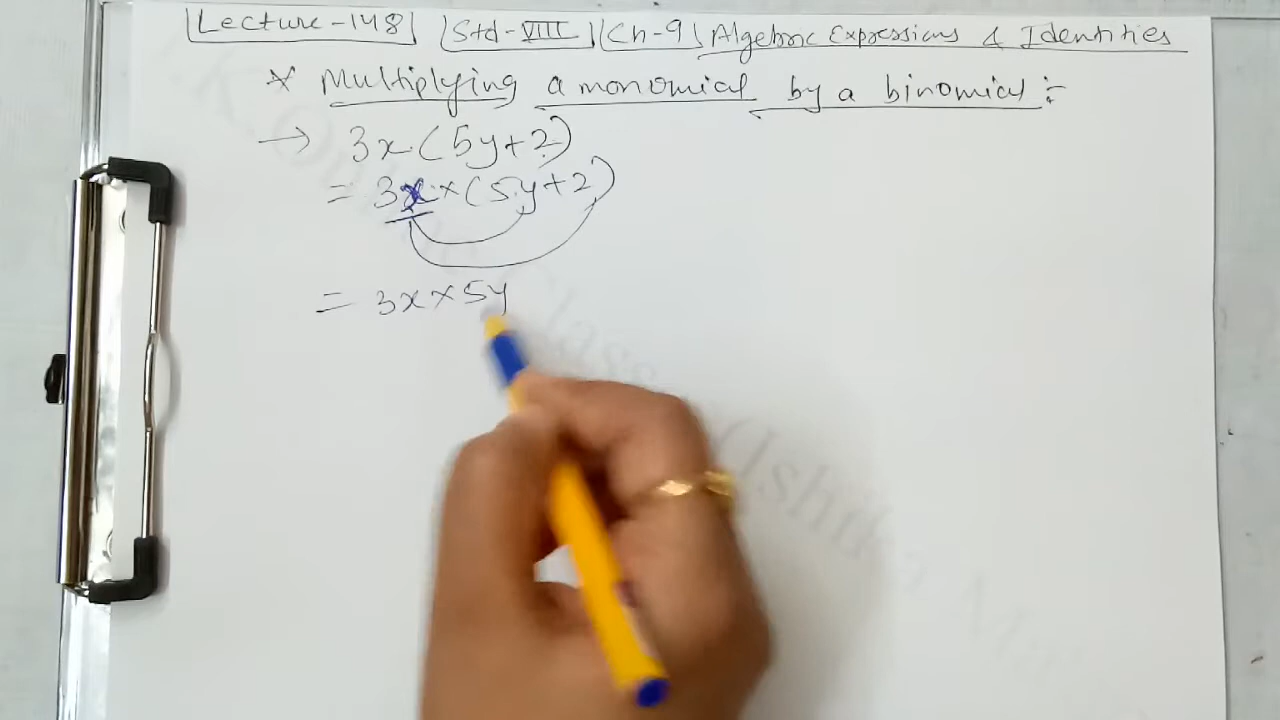 Lecture-148 Std-VIII Ch-9 Algebraic Expressions & Identities
* Multiplying a monomial by a binomial :-
→ 3x(5y+2)
= 3x×(5y+2)
= 3x×5y